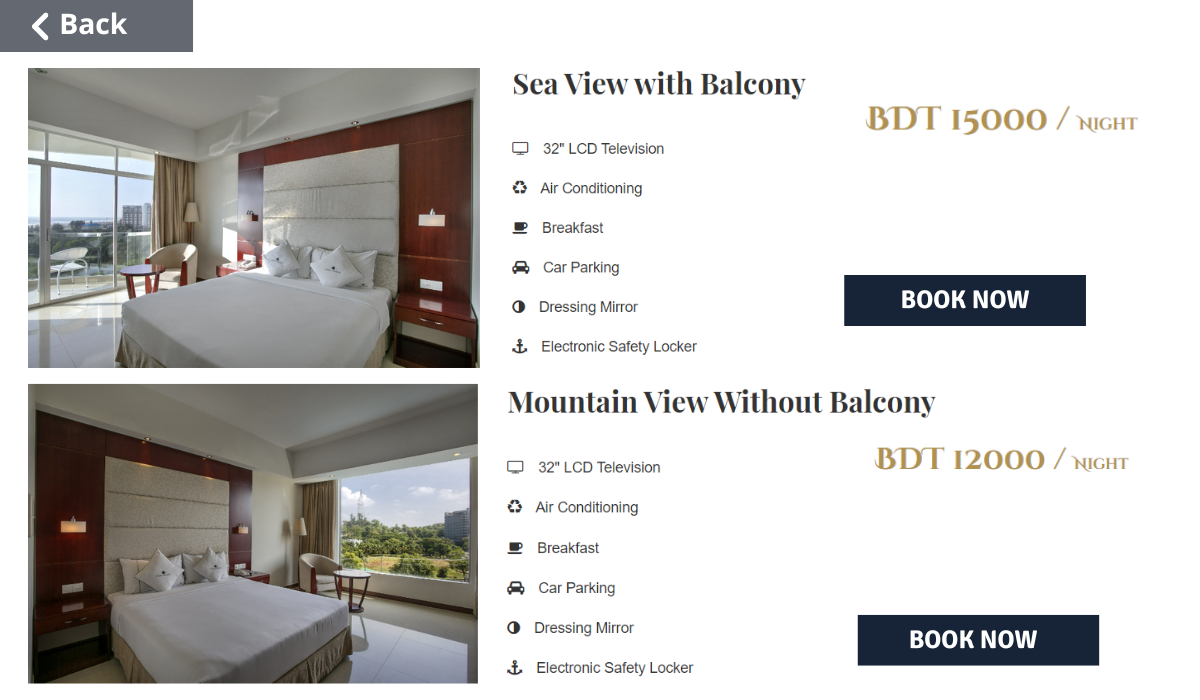 Back
Sea View with Balcony
BDT 15000 / Night
32" LCD Television
Air Conditioning
Breakfast
Car Parking
Dressing Mirror
Electronic Safety Locker
BOOK NOW
Mountain View Without Balcony
BDT 12000 / Night
32" LCD Television
Air Conditioning
Breakfast
Car Parking
Dressing Mirror
Electronic Safety Locker
BOOK NOW